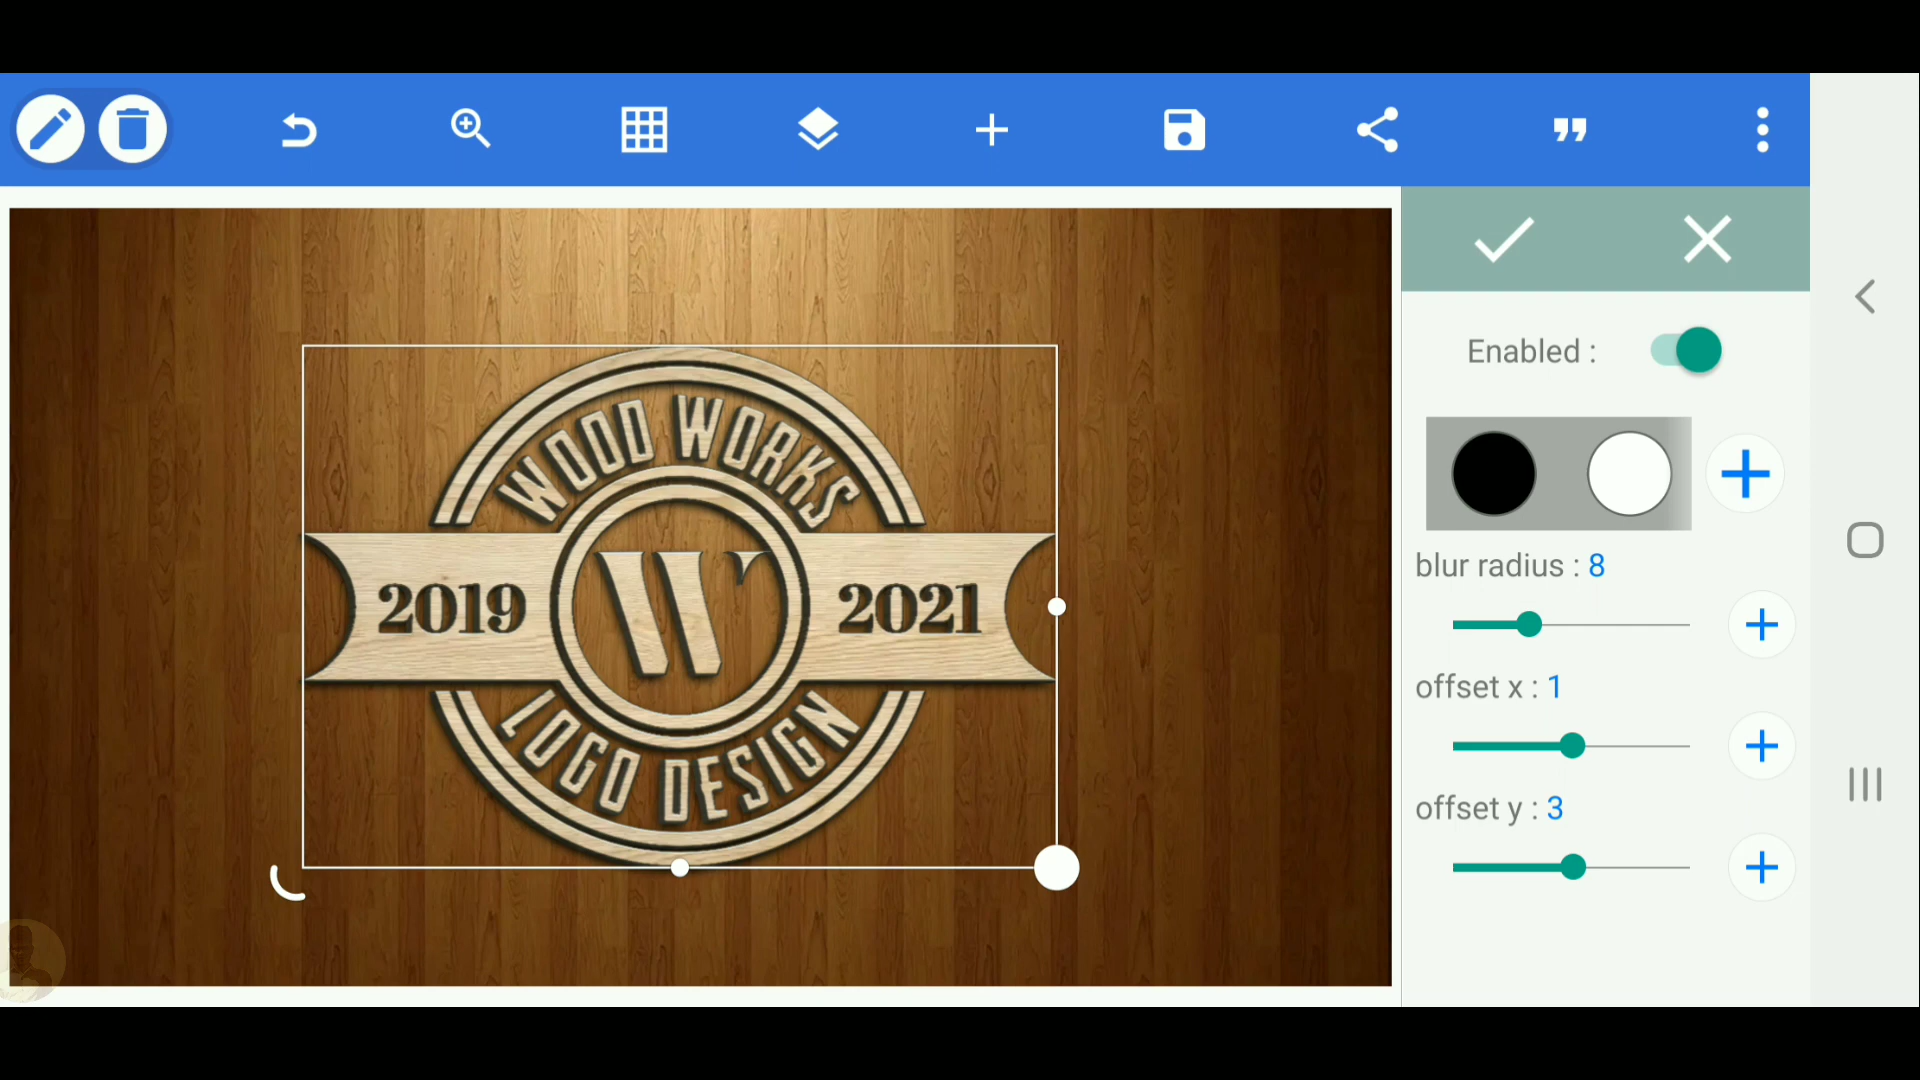 WOOD WORKS
2019 W 2021
LOGO DESIGN
Enabled :
blur radius : 8
offset x : 1
offset y : 3